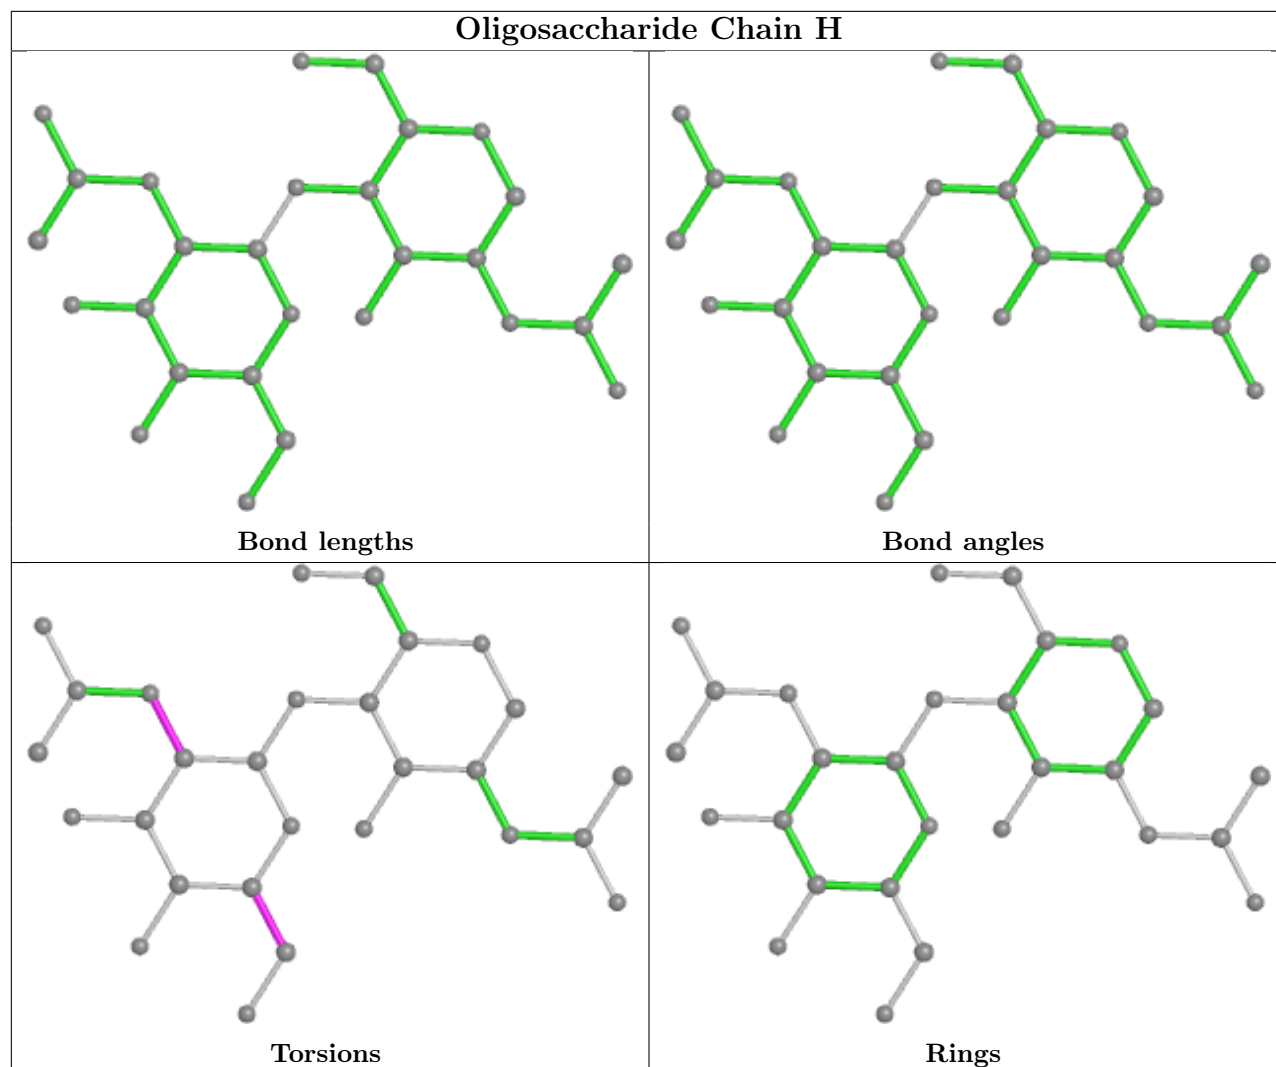 Oligosaccharide Chain H
Bond lengths
Bond angles
Torsions
Rings